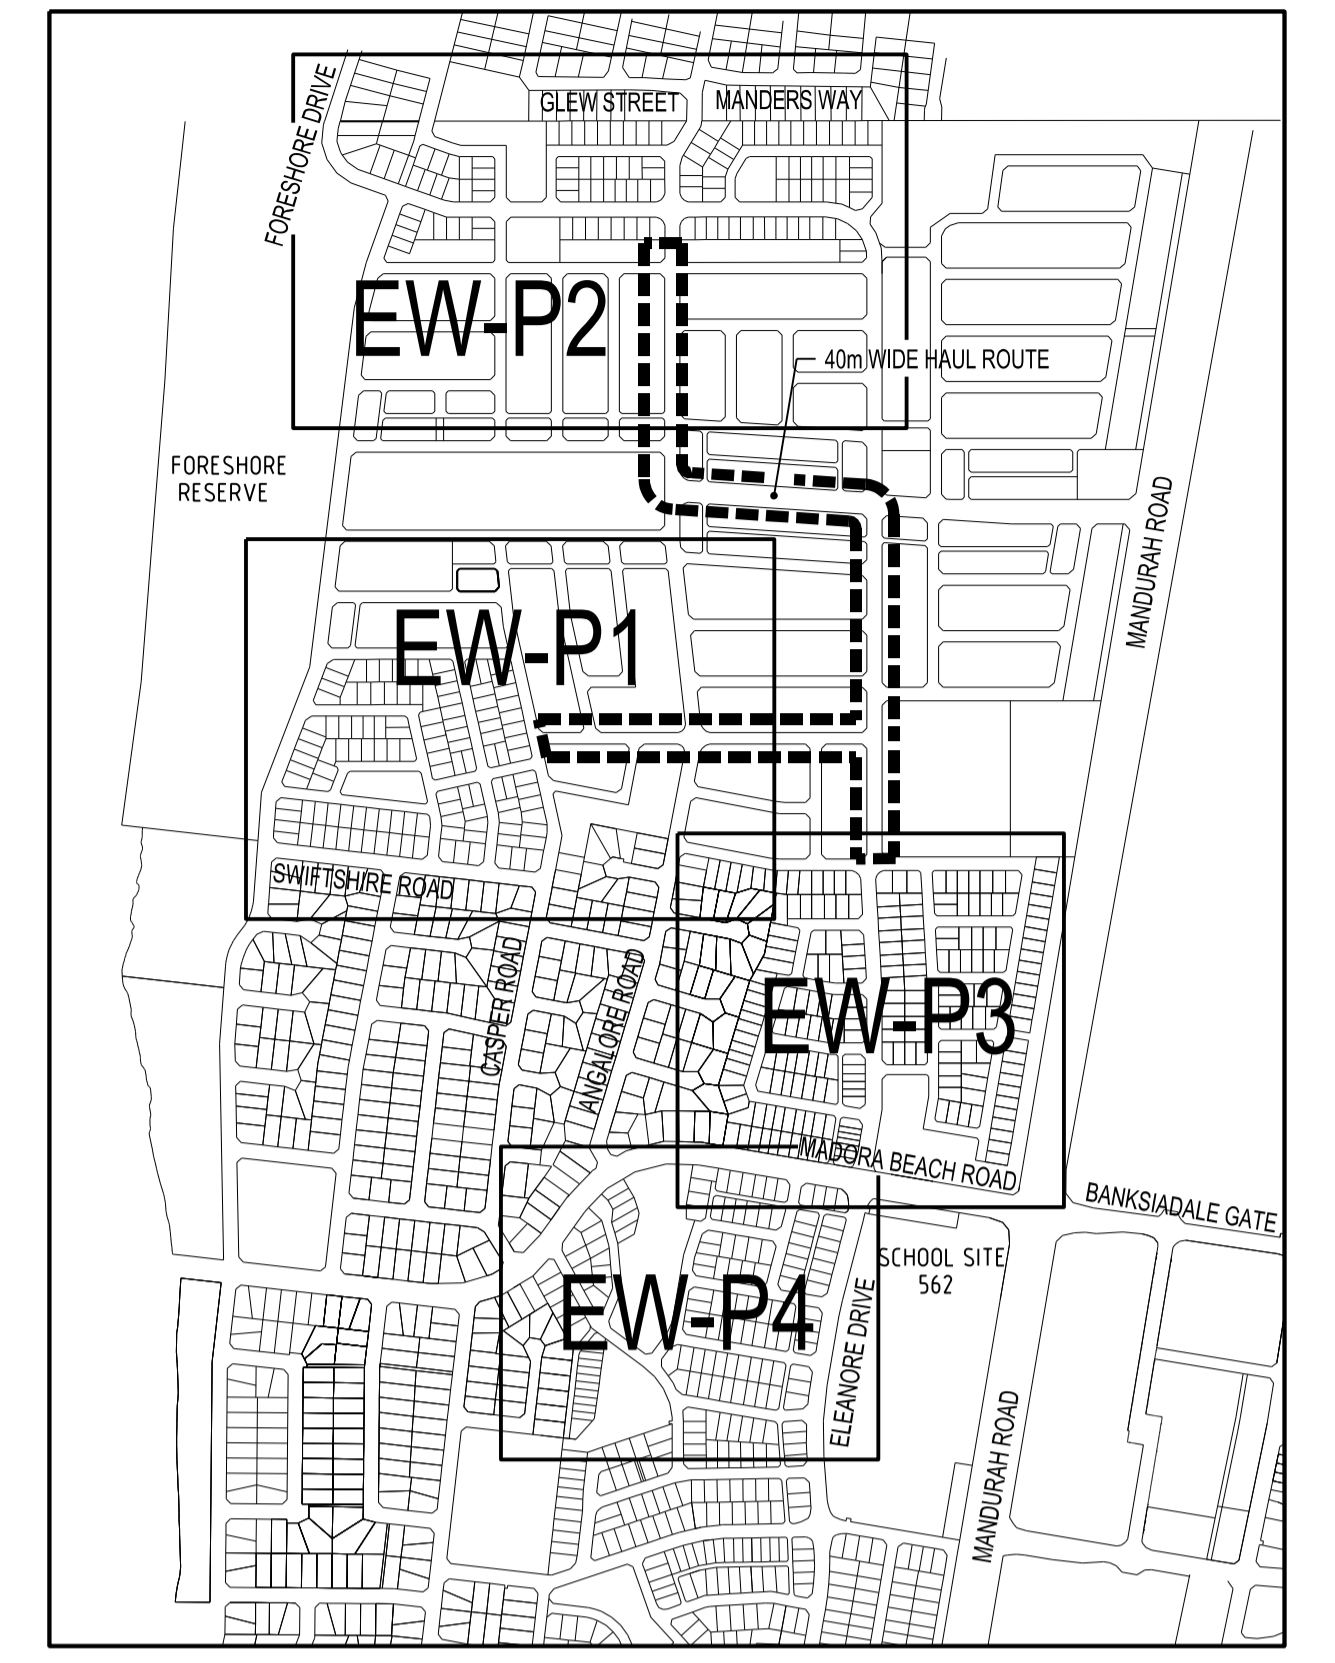 GLEW STREET
MANDERS WAY
FORESHORE DRIVE
EW-P2
40m WIDE HAUL ROUTE
FORESHORE
RESERVE
MANDURAH ROAD
EW-P1
SWIFTSHIRE ROAD
CASPER ROAD
ANGALORE ROAD
EW-P3
MADORA BEACH ROAD
BANKSIADALE GATE
SCHOOL SITE
562
EW-P4
ELEANORE DRIVE
MANDURAH ROAD